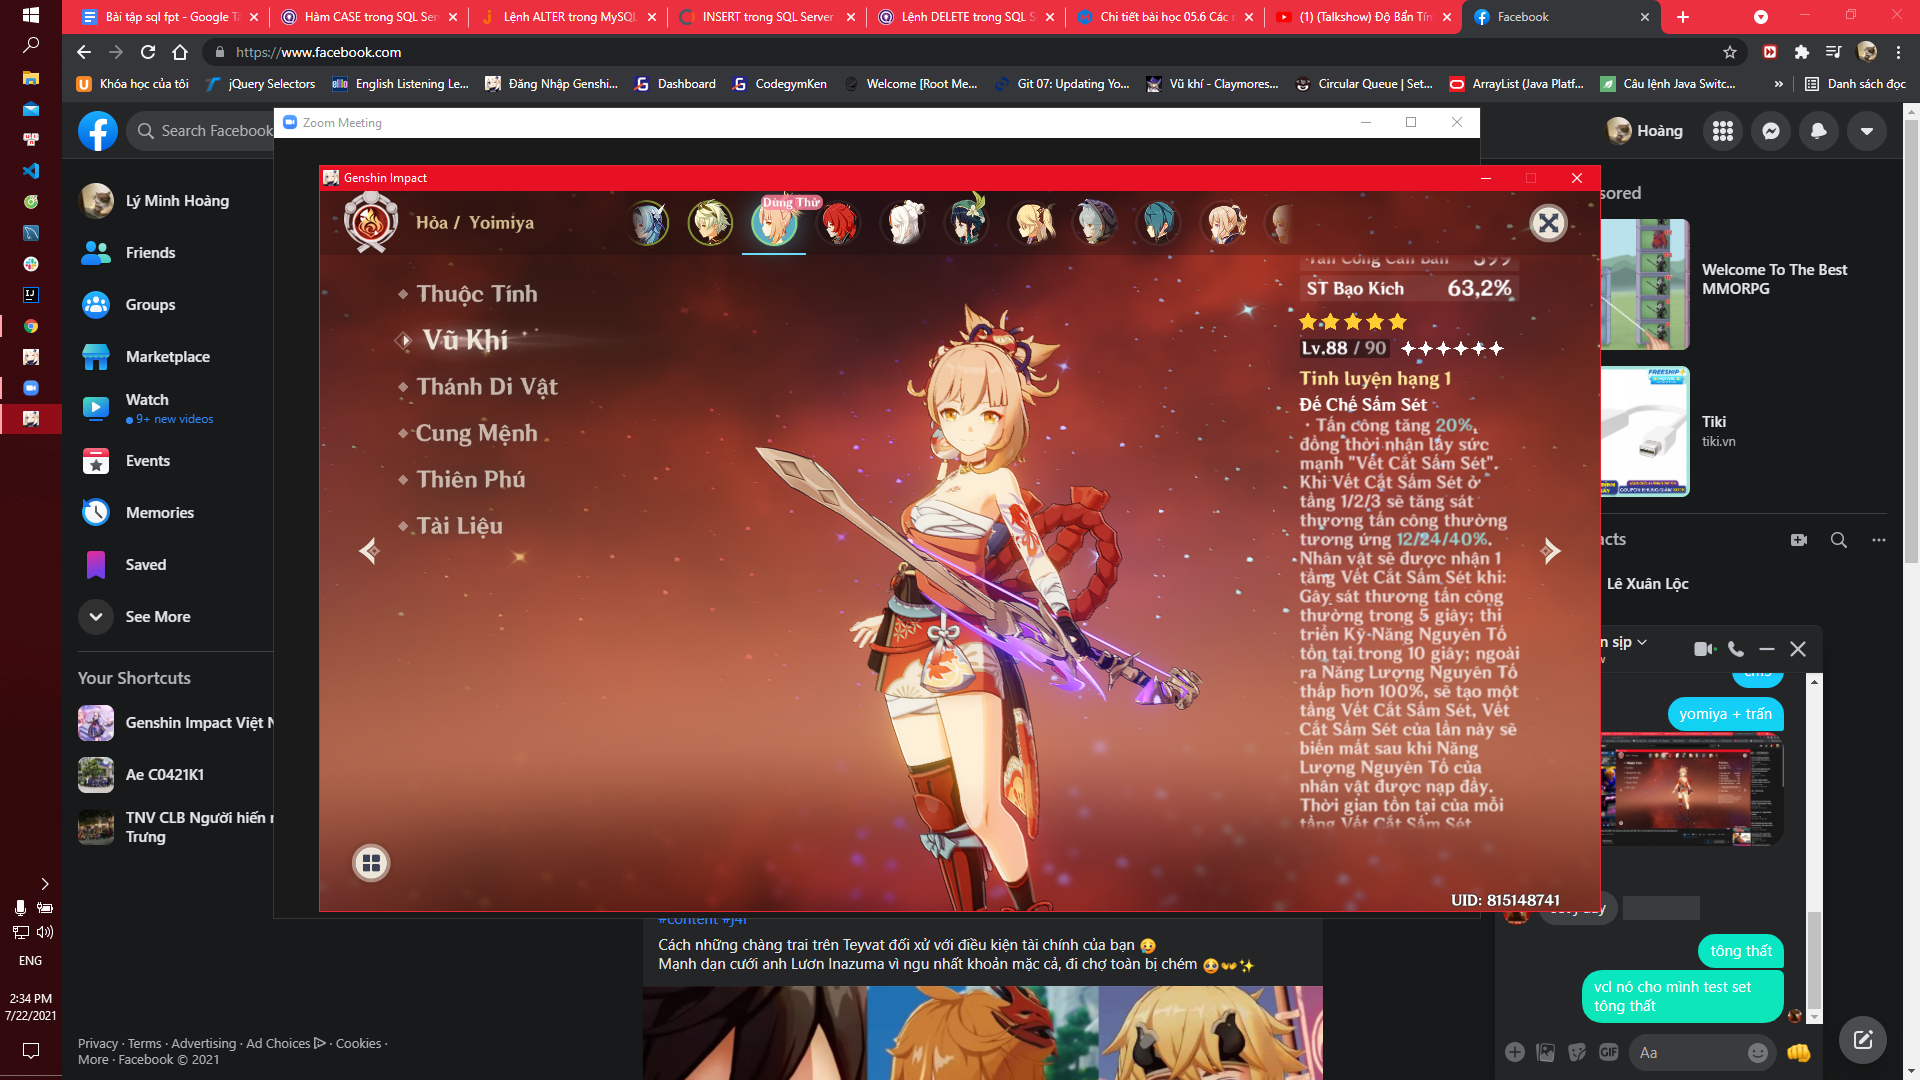 Bài tập sql fpt - Google Tà
Hàm CASE trong SQL Ser
Lệnh ALTER trong MySQL
INSERT trong SQL Server
Lệnh DELETE trong SQL S
Chi tiết bài học 05.6 Các
(1) (Talkshow) Độ Bẩn Tín
Facebook
https://www.facebook.com
Khóa học của tôi
jQuery Selectors
English Listening Le...
Đăng Nhập Genshi...
Dashboard
CodegymKen
Welcome [Root Me...
Git 07: Updating Yo...
Vũ khí - Claymores...
Circular Queue | Set...
ArrayList (Java Platf...
Câu lệnh Java Switc...
»
Danh sách đọc
Search Facebook
Zoom Meeting
Hoàng
Lý Minh Hoàng
Friends
Groups
Marketplace
Watch
9+ new videos
Events
Memories
Saved
See More
Your Shortcuts
Genshin Impact Việt N
Ae C0421K1
TNV CLB Người hiến
Trưng
Privacy · Terms · Advertising · Ad Choices · Cookies ·
More · Facebook © 2021
Genshin Impact
Hỏa / Yoimiya
Dùng Thử
Thuộc Tính
Vũ Khí
Thánh Di Vật
Cung Mệnh
Thiên Phú
Tài Liệu
Tấn Công Căn Bản 599
ST Bạo Kích 63,2%
Lv.88 / 90
Tinh luyện hạng 1
Đế Chế Sấm Sét
· Tấn công tăng 20%,
đồng thời nhận lấy sức
mạnh "Vết Cắt Sấm Sét".
Khi Vết Cắt Sấm Sét ở
tầng 1/2/3 sẽ tăng sát
thương tấn công thường
tương ứng 12/24/40%.
Nhân vật sẽ được nhận 1
tầng Vết Cắt Sấm Sét khi:
Gây sát thương tấn công
thường trong 5 giây; thi
triển Kỹ Năng Nguyên Tố
tồn tại trong 10 giây; ngoài
ra Năng Lượng Nguyên Tố
thấp hơn 100%, sẽ tạo một
tầng Vết Cắt Sấm Sét, Vết
Cắt Sấm Sét của lần này sẽ
biến mất sau khi Năng
Lượng Nguyên Tố của
nhân vật được nạp đầy.
Thời gian tồn tại của mỗi
tầng Vết Cắt Sấm Sét
UID: 815148741
#content #j4f
Cách những chàng trai trên Teyvat đối xử với điều kiện tài chính của bạn
Mạnh dạn cưới anh Lươn Inazuma vì ngu nhất khoản mặc cả, đi chợ toàn bị chém
sored
Welcome To The Best
MMORPG
FREESHIP
Tiki
tiki.vn
acts
Lê Xuân Lộc
n sịp
yomiya + trấn
tông thất
vcl nó cho mình test set
tông thất
GIF
Aa
ENG
2:34 PM
7/22/2021